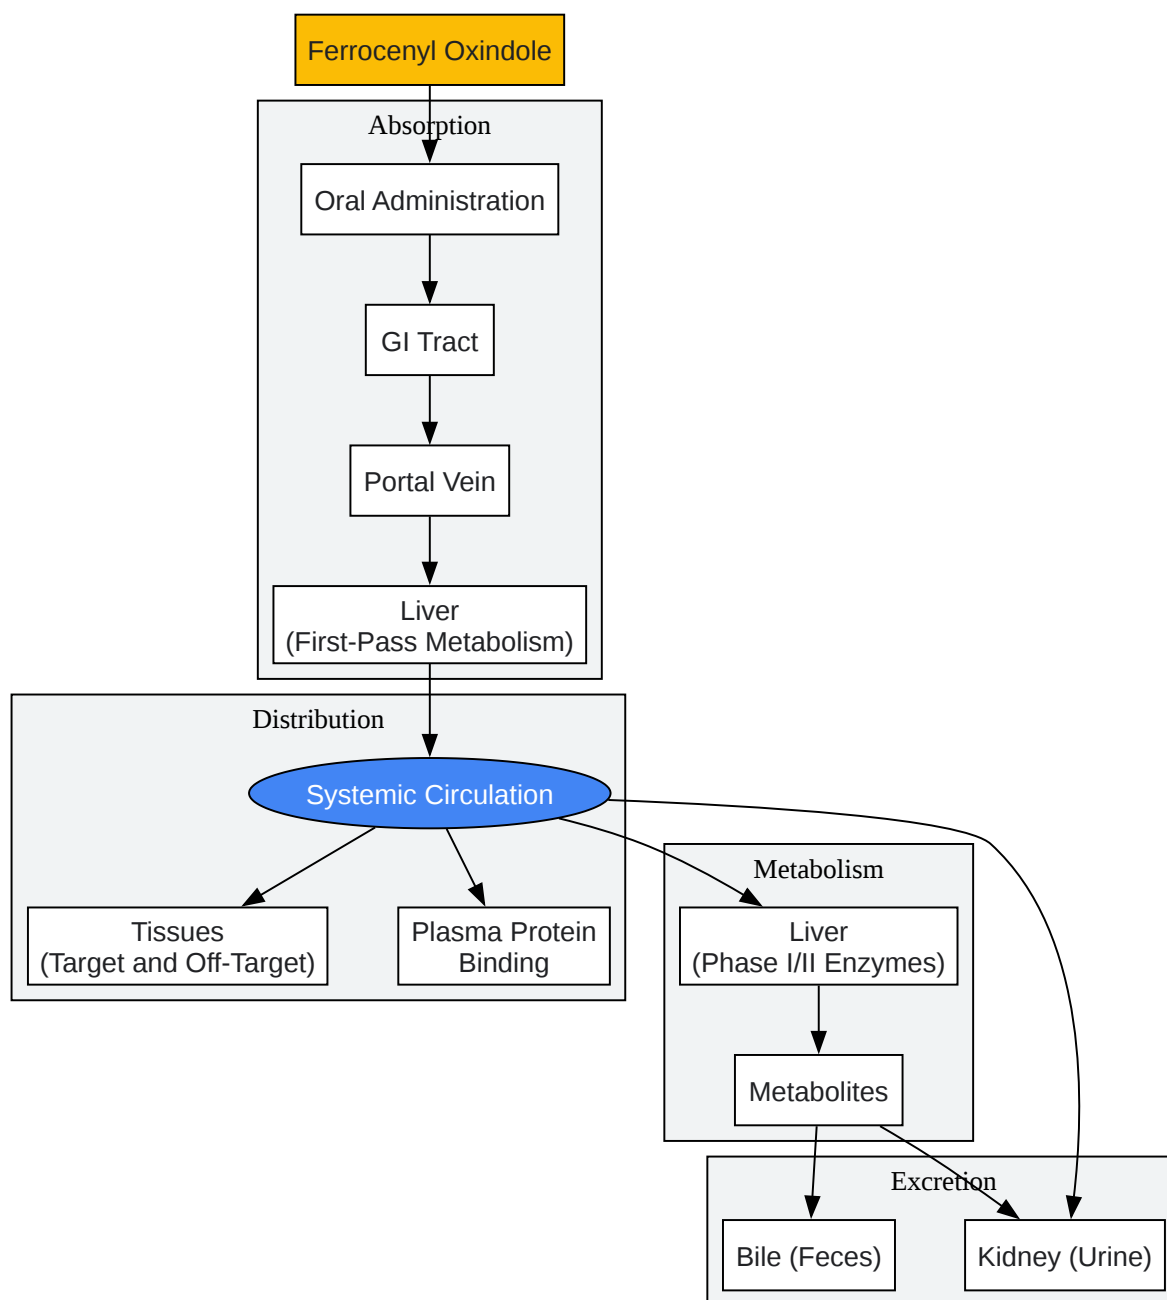 Ferrocenyl Oxindole
Absorption
Oral Administration
GI Tract
Portal Vein
Liver
(First-Pass Metabolism)
Distribution
Systemic Circulation
Tissues
(Target and Off-Target)
Plasma Protein
Binding
Metabolism
Liver
(Phase I/II Enzymes)
Metabolites
Excretion
Bile (Feces)
Kidney (Urine)